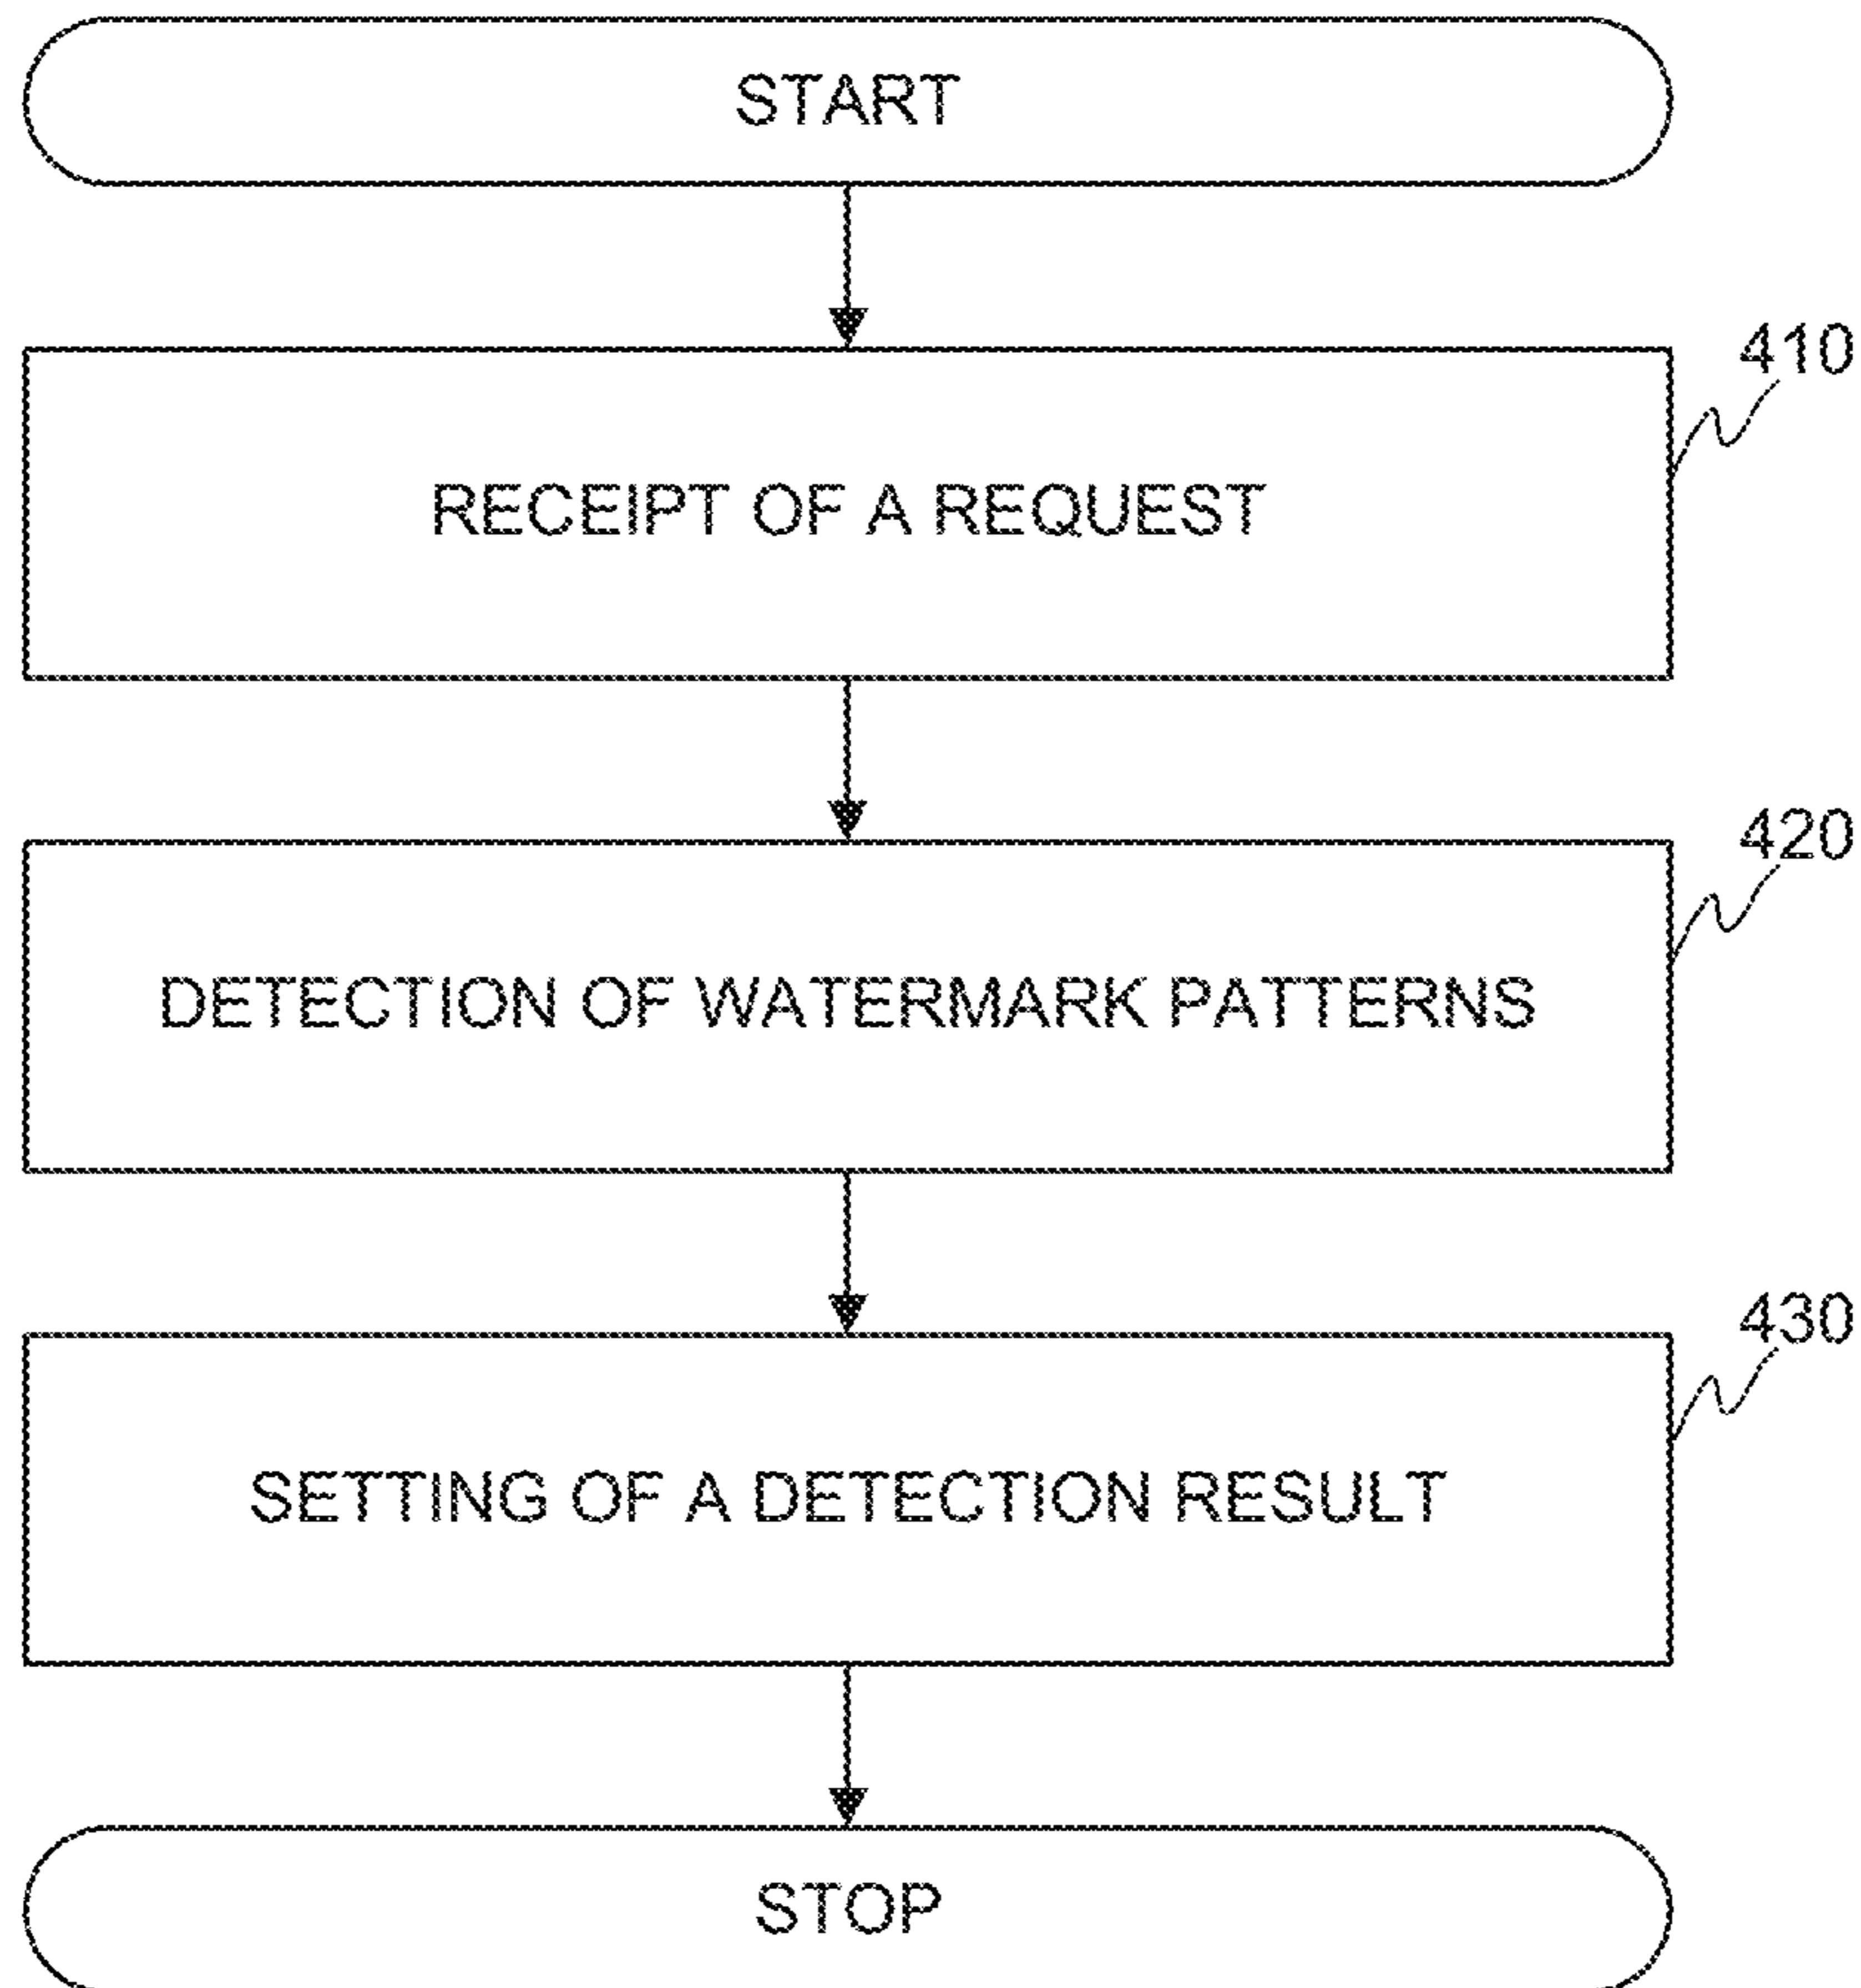 START
410
RECEIPT OF A REQUEST
420
DETECTION OF WATERMARK PATTERNS
430
SETTING OF A DETECTION RESULT
STOP